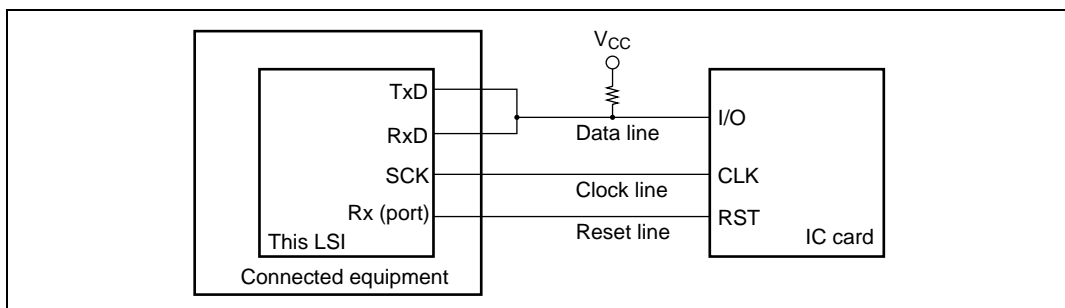 VCC
TxD
RxD
SCK
Rx (port)
This LSI
Connected equipment
Data line
Clock line
Reset line
I/O
CLK
RST
IC card